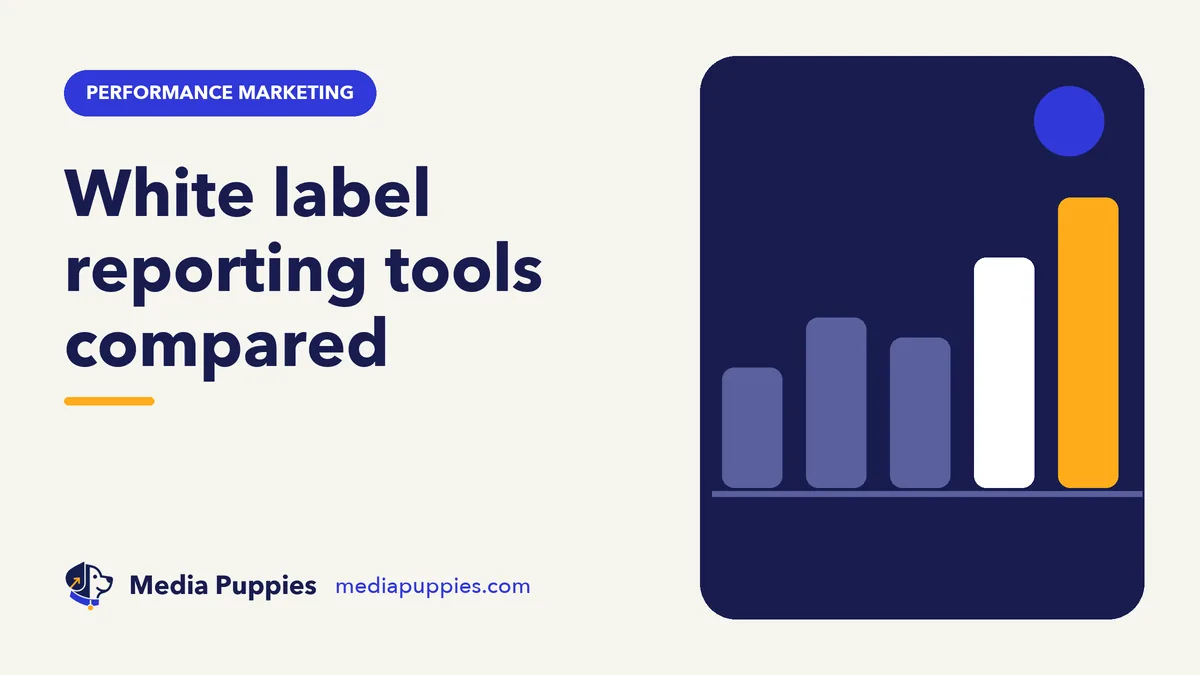 PERFORMANCE MARKETING
White label
reporting tools
compared
Media Puppies mediapuppies.com